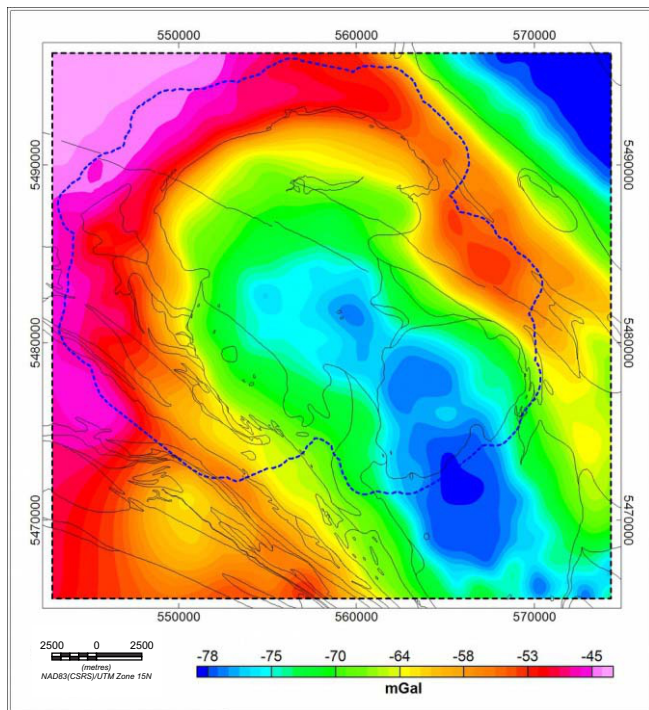 550000 560000 570000
5490000 5490000
5480000 5480000
5470000 5470000
550000 560000 570000
2500 0 2500
(metres)
NAD83(CSRS)/UTM Zone 15N
-78 -75 -70 -64 -58 -53 -45
mGal